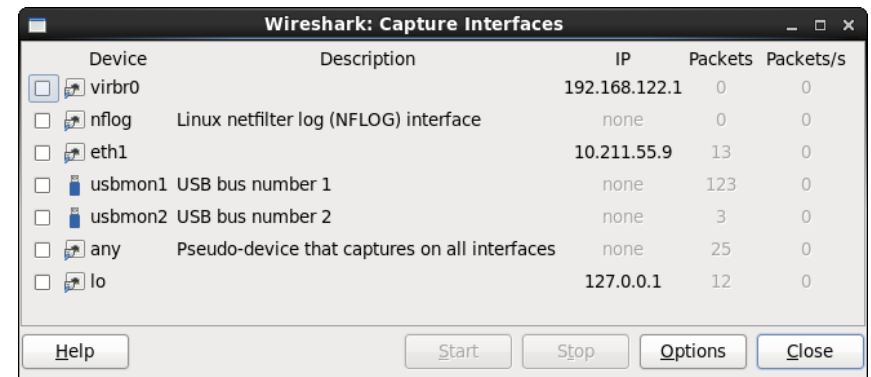 Wireshark: Capture Interfaces
Device Description IP Packets Packets/s
virbr0 192.168.122.1 0 0
nflog Linux netfilter log (NFLOG) interface none 0 0
eth1 10.211.55.9 13 0
usbmon1 USB bus number 1 none 123 0
usbmon2 USB bus number 2 none 3 0
any Pseudo-device that captures on all interfaces none 25 0
lo 127.0.0.1 12 0
Help Start Stop Options Close